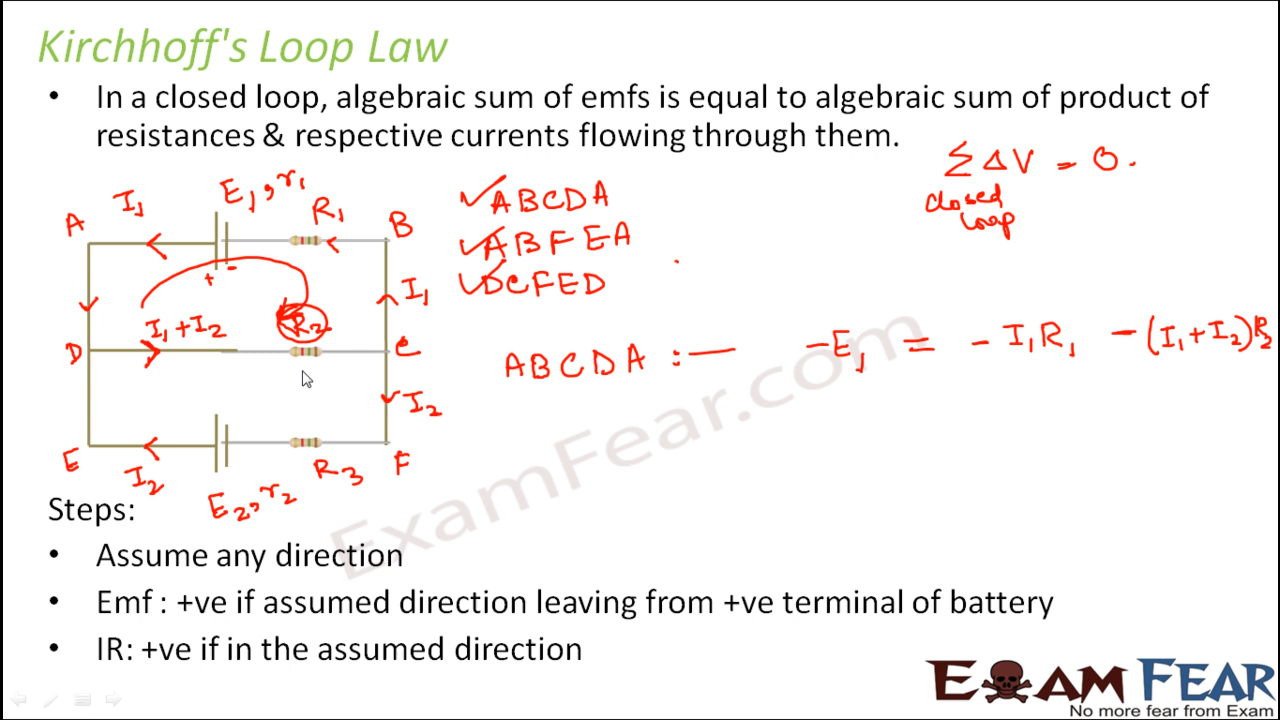 Kirchhoff's Loop Law
• In a closed loop, algebraic sum of emfs is equal to algebraic sum of product of
resistances & respective currents flowing through them.
Σ ΔV = 0.
closed
loop
E₁, r₁
I₁
R₁
A
B
+ -
I₁
I₁+I₂
R₂
D
C
I₂
E
F
I₂
R₃
E₂, r₂
✓ABCDA
✓ABFEA
✓DCFED
ABCDA :— -E₁ = -I₁R₁ -(I₁+I₂)R₂
ExamFear.com
Steps:
• Assume any direction
• Emf : +ve if assumed direction leaving from +ve terminal of battery
• IR: +ve if in the assumed direction
EXAM FEAR
No more fear from Exam